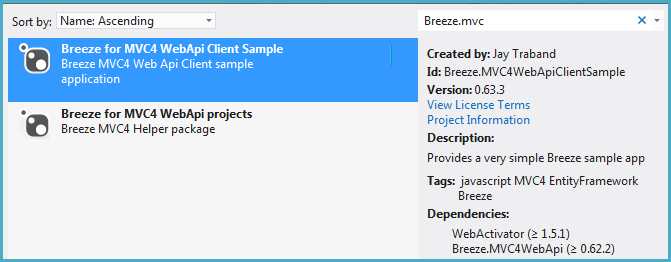 Sort by: Name: Ascending
Breeze.mvc
Breeze for MVC4 WebApi Client Sample
Breeze MVC4 Web Api Client sample
application
Breeze for MVC4 WebApi projects
Breeze MVC4 Helper package
Created by: Jay Traband
Id: Breeze.MVC4WebApiClientSample
Version: 0.63.3
View License Terms
Project Information
Description:
Provides a very simple Breeze sample app
Tags: javascript MVC4 EntityFramework
Breeze
Dependencies:
WebActivator (≥ 1.5.1)
Breeze.MVC4WebApi (≥ 0.62.2)